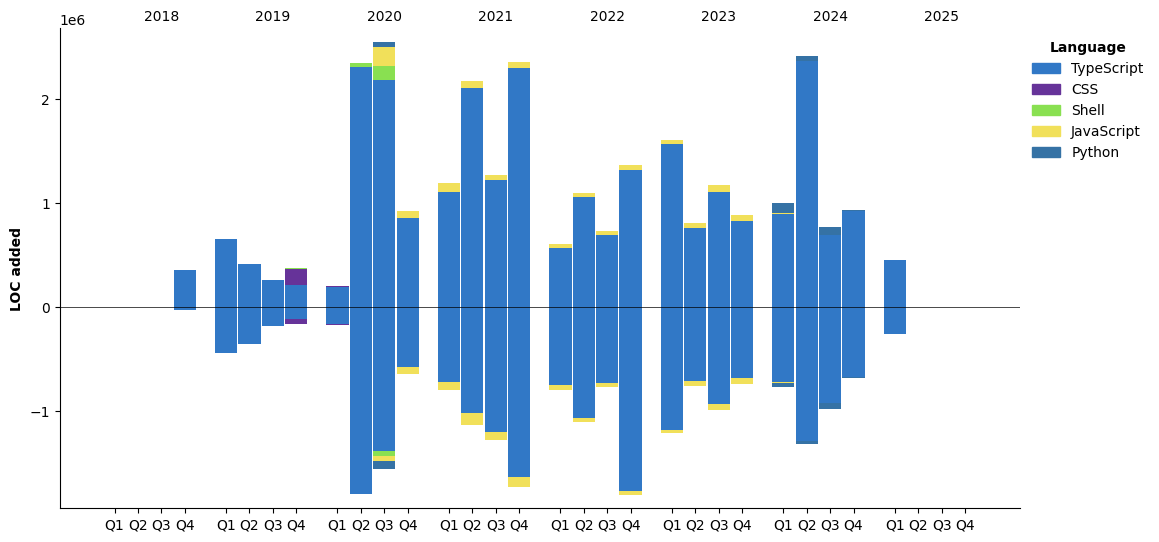 2018 2019 2020 2021 2022 2023 2024 2025
1e6
Language
TypeScript
CSS
Shell
JavaScript
Python
2
1
0
−1
LOC added
Q1 Q2 Q3 Q4 Q1 Q2 Q3 Q4 Q1 Q2 Q3 Q4 Q1 Q2 Q3 Q4 Q1 Q2 Q3 Q4 Q1 Q2 Q3 Q4 Q1 Q2 Q3 Q4 Q1 Q2 Q3 Q4